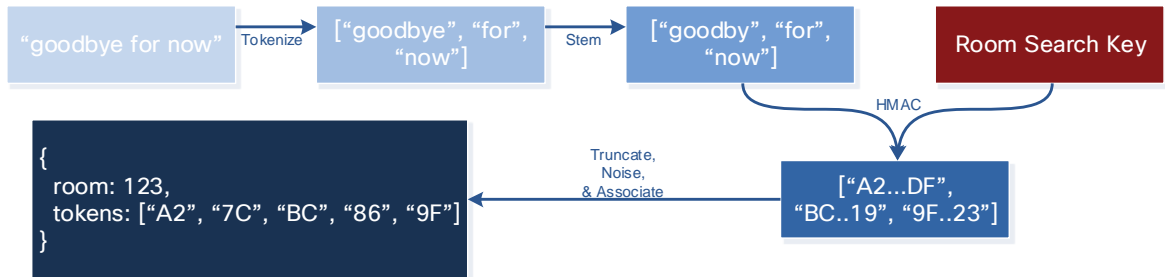 “goodbye for now”
Tokenize
[“goodbye”, “for”,
“now”]
Stem
[“goodby”, “for”,
“now”]
Room Search Key
HMAC
[“A2...DF”,
“BC..19”, “9F..23”]
Truncate,
Noise,
& Associate
{
room: 123,
tokens: [“A2”, “7C”, “BC”, “86”, “9F”]
}